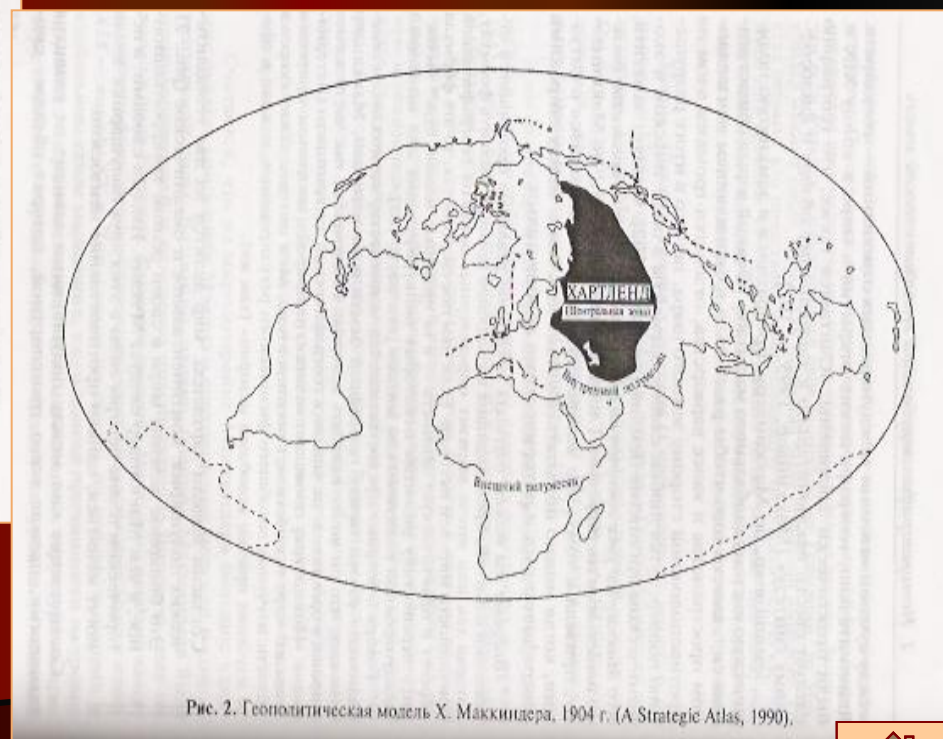 ХАРТЛЕНД
(Центральная зона)
Внутренний полумесяц
Внешний полумесяц
Рис. 2. Геополитическая модель Х. Маккиндера, 1904 г. (A Strategic Atlas, 1990).